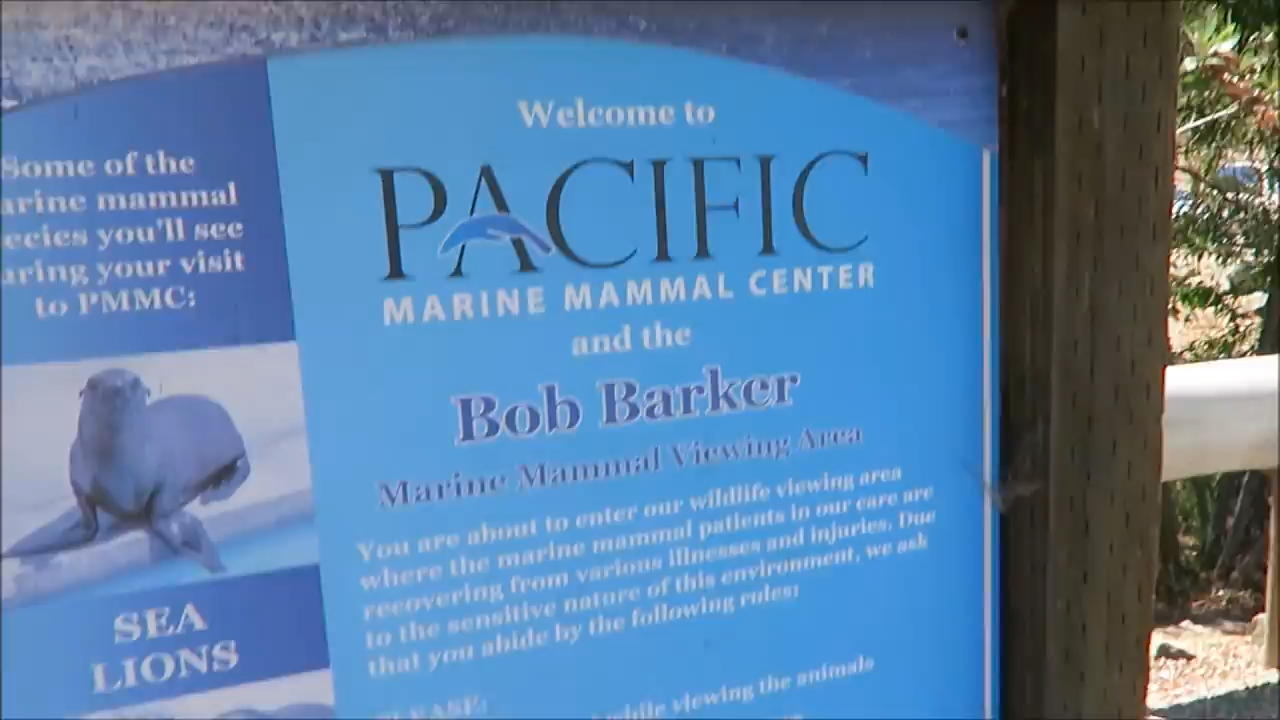 Some of the
arine mammal
ecies you'll see
uring your visit
to PMMC:
SEA
LIONS
Welcome to
PACIFIC
MARINE MAMMAL CENTER
and the
Bob Barker
Marine Mammal Viewing Area
You are about to enter our wildlife viewing area
where the marine mammal patients in our care are
recovering from various illnesses and injuries. Due
to the sensitive nature of this environment, we ask
that you abide by the following rules:
while viewing the animals